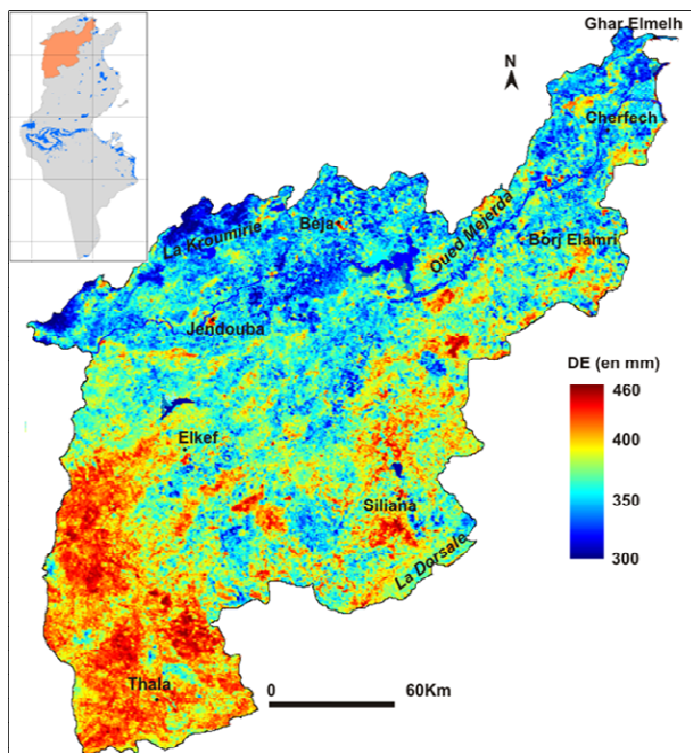 Ghar Elmelh
N
Cherfech
Oued Mejerda
La Kroumirie
Beja
Borj Elamri
Jendouba
DE (en mm)
460
400
350
300
Elkef
Siliana
La Dorsale
Thala
0
60Km